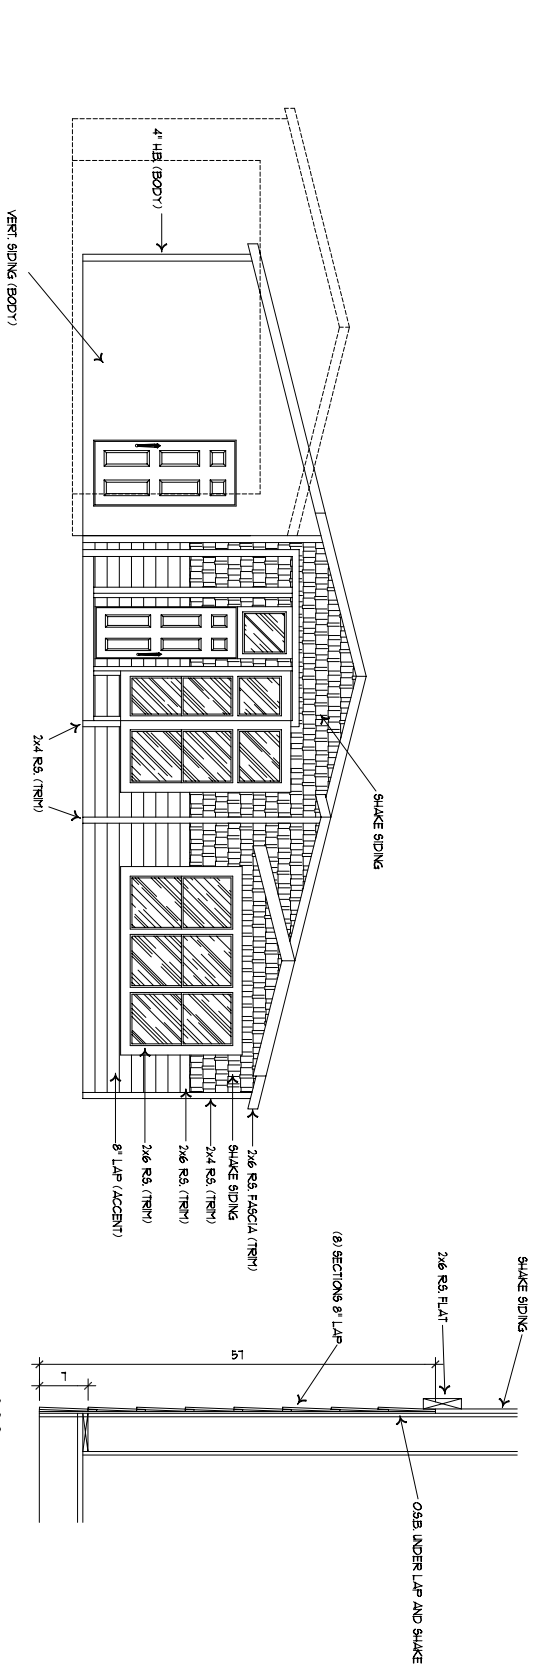 4" H.B. (BODY)
VERT. SIDING (BODY)
SHAKE SIDING
2x4 R.S. (TRIM)
2x6 R.S. FASCIA (TRIM)
SHAKE SIDING
2x4 R.S. (TRIM)
2x6 R.S. (TRIM)
2x6 R.S. (TRIM)
8" LAP (ACCENT)
SHAKE SIDING
2x6 R.S. FLAT
(8) SECTIONS 8" LAP
57
7
O.S.B. UNDER LAP AND SHAKE